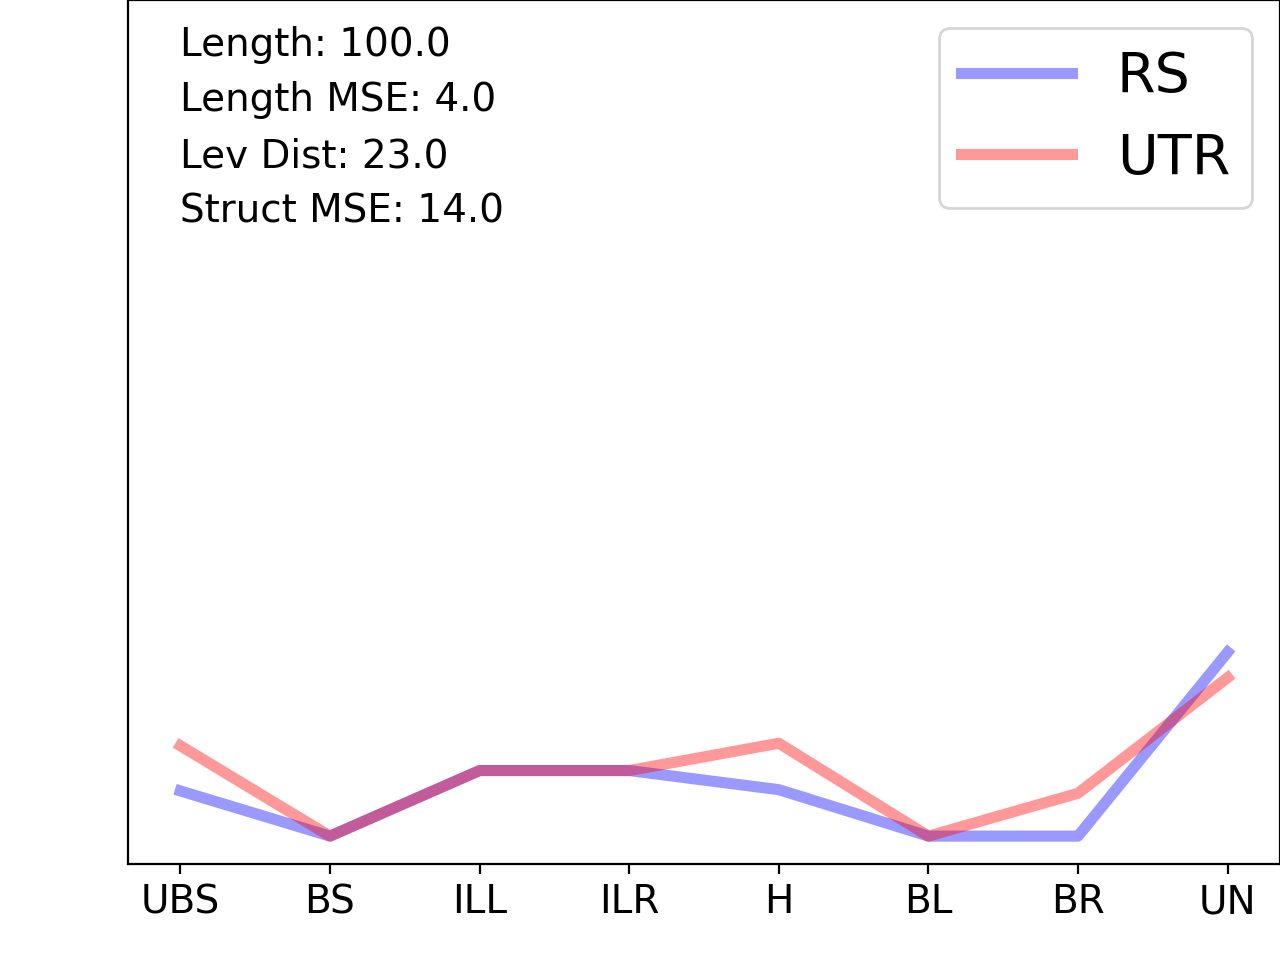 Length: 100.0
Length MSE: 4.0
Lev Dist: 23.0
Struct MSE: 14.0
RS
UTR
UBS BS ILL ILR H BL BR UN